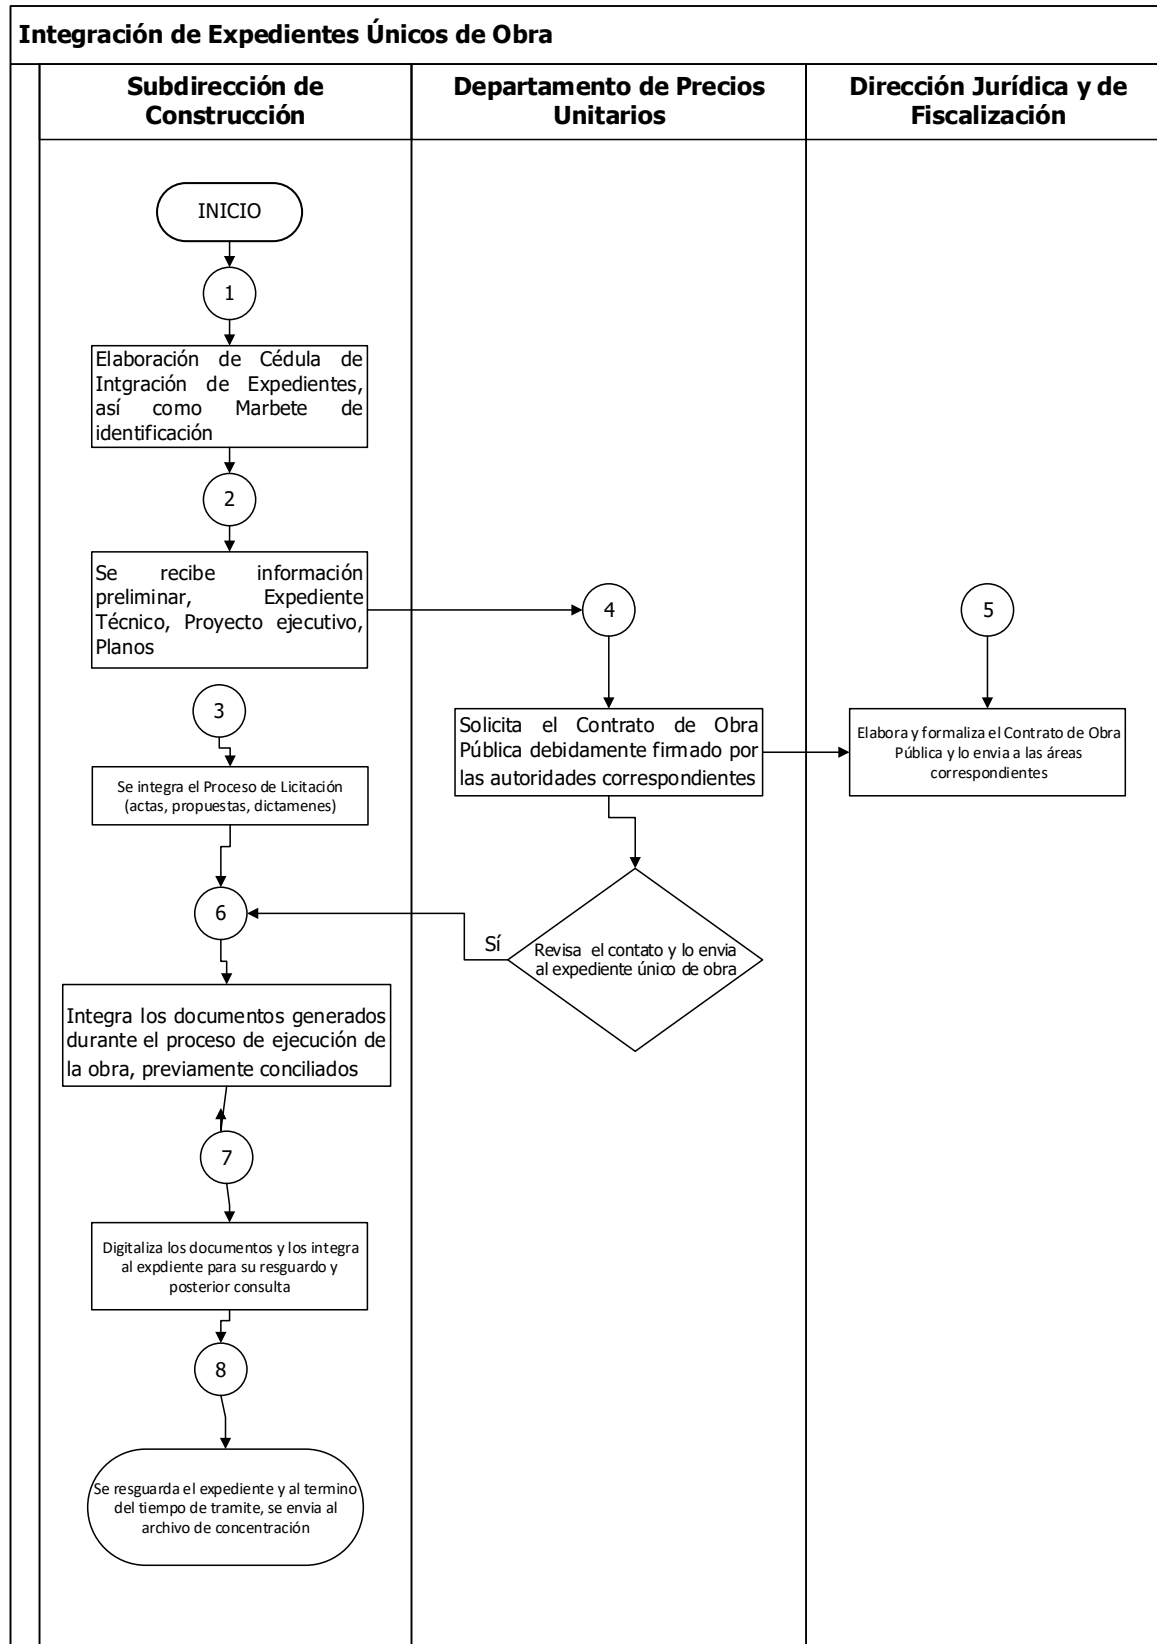 Integración de Expedientes Únicos de Obra
Subdirección de
Construcción
Departamento de Precios
Unitarios
Dirección Jurídica y de
Fiscalización
INICIO
1
Elaboración de Cédula de
Intgración de Expedientes,
así como Marbete de
identificación
2
Se recibe información
preliminar, Expediente
Técnico, Proyecto ejecutivo,
Planos
4
5
3
Solicita el Contrato de Obra
Pública debidamente firmado por
las autoridades correspondientes
Elabora y formaliza el Contrato de Obra
Pública y lo envia a las áreas
correspondientes
Se integra el Proceso de Licitación
(actas, propuestas, dictamenes)
6
Sí
Revisa el contato y lo envia
al expediente único de obra
Integra los documentos generados
durante el proceso de ejecución de
la obra, previamente conciliados
7
Digitaliza los documentos y los integra
al expdiente para su resguardo y
posterior consulta
8
Se resguarda el expediente y al termino
del tiempo de tramite, se envia al
archivo de concentración